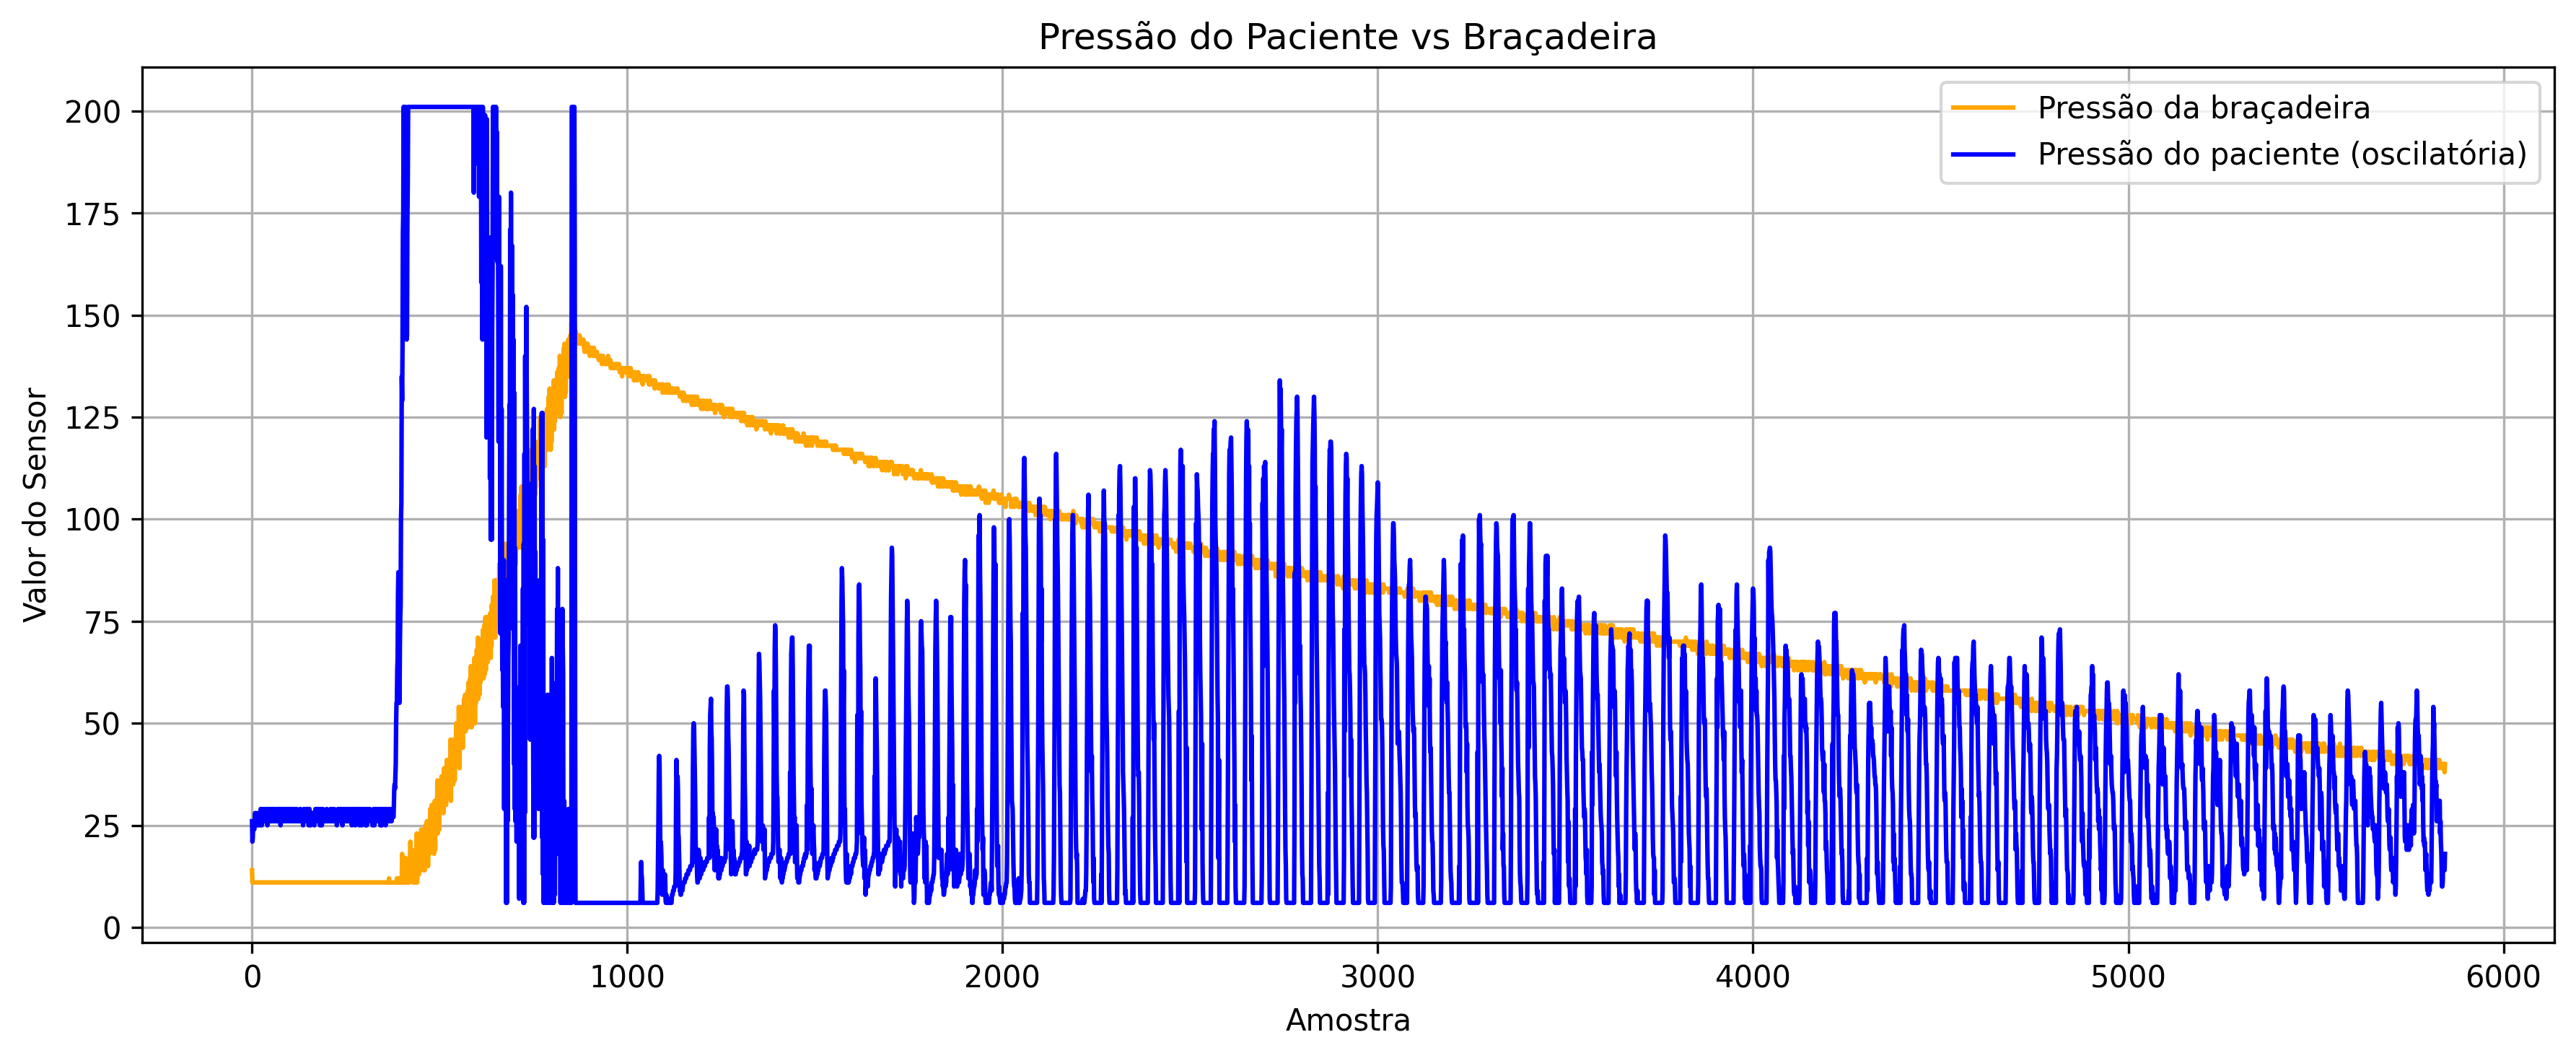 Pressão do Paciente vs Braçadeira
Pressão da braçadeira
Pressão do paciente (oscilatória)
Valor do Sensor
200
175
150
125
100
75
50
25
0
0 1000 2000 3000 4000 5000 6000
Amostra